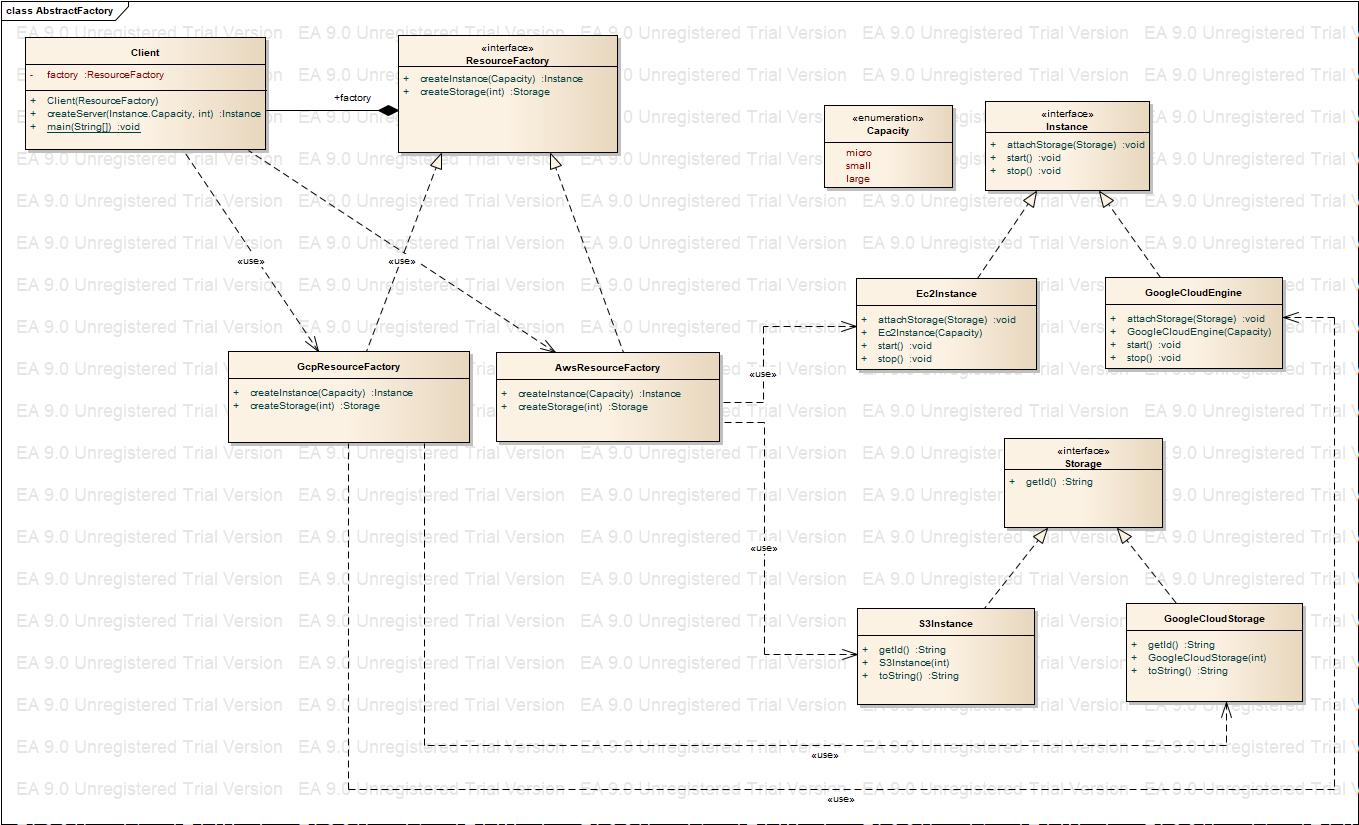 class AbstractFactory
EA 9.0 Unregistered Trial Version
Client
- factory :ResourceFactory
+ Client(ResourceFactory)
+ createServer(Instance.Capacity, int) :Instance
+ main(String[]) :void
+factory
«interface»
ResourceFactory
+ createInstance(Capacity) :Instance
+ createStorage(int) :Storage
«enumeration»
Capacity
micro
small
large
«interface»
Instance
+ attachStorage(Storage) :void
+ start() :void
+ stop() :void
«use»
«use»
Ec2Instance
+ attachStorage(Storage) :void
+ Ec2Instance(Capacity)
+ start() :void
+ stop() :void
GoogleCloudEngine
+ attachStorage(Storage) :void
+ GoogleCloudEngine(Capacity)
+ start() :void
+ stop() :void
GcpResourceFactory
+ createInstance(Capacity) :Instance
+ createStorage(int) :Storage
AwsResourceFactory
+ createInstance(Capacity) :Instance
+ createStorage(int) :Storage
«use»
«interface»
Storage
+ getId() :String
«use»
S3Instance
+ getId() :String
+ S3Instance(int)
+ toString() :String
GoogleCloudStorage
+ getId() :String
+ GoogleCloudStorage(int)
+ toString() :String
«use»
«use»